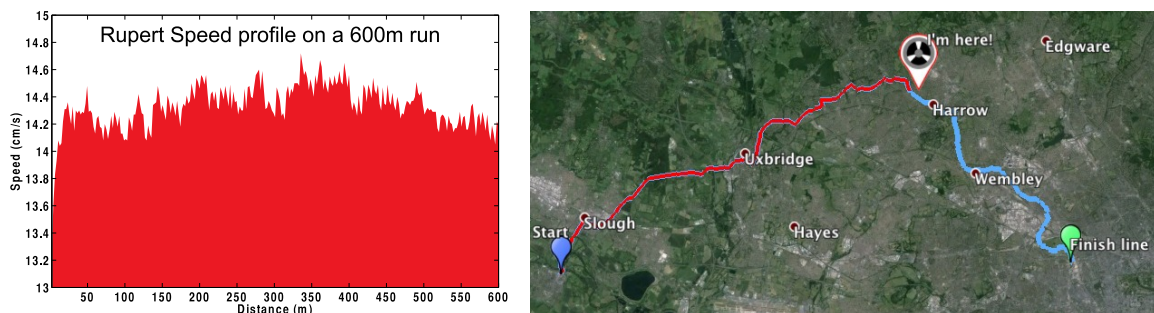 Rupert Speed profile on a 600m run
Speed (cm/s)
15
14.8
14.6
14.4
14.2
14
13.8
13.6
13.4
13.2
13
50 100 150 200 250 300 350 400 450 500 550 600
Distance (m)
I'm here!
Edgware
Harrow
Uxbridge
Wembley
Slough
Start
Hayes
Finish line